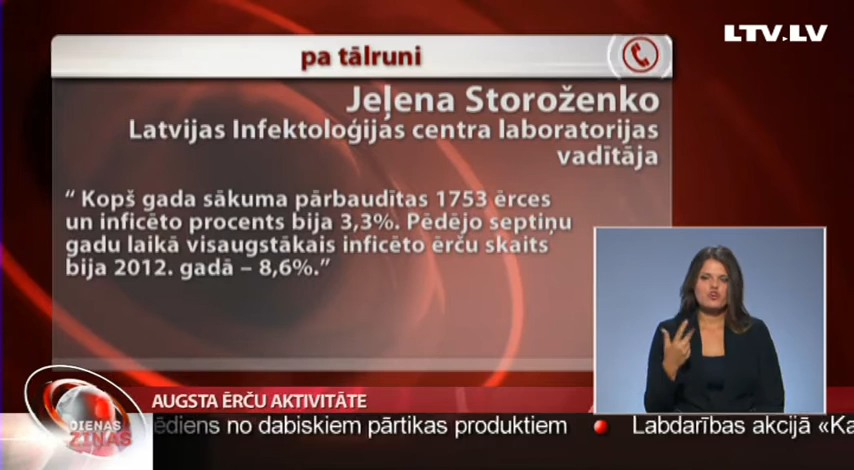 LTV.LV
pa tālruni
Jeļena Storoženko
Latvijas Infektoloģijas centra laboratorijas
vadītāja
“ Kopš gada sākuma pārbaudītas 1753 ērces
un inficēto procents bija 3,3%. Pēdējo septiņu
gadu laikā visaugstākais inficēto ērču skaits
bija 2012. gadā – 8,6%.”
AUGSTA ĒRČU AKTIVITĀTE
DIENAS
ZIŅAS
no dabiskiem pārtikas produktiem Labdarības akcijā